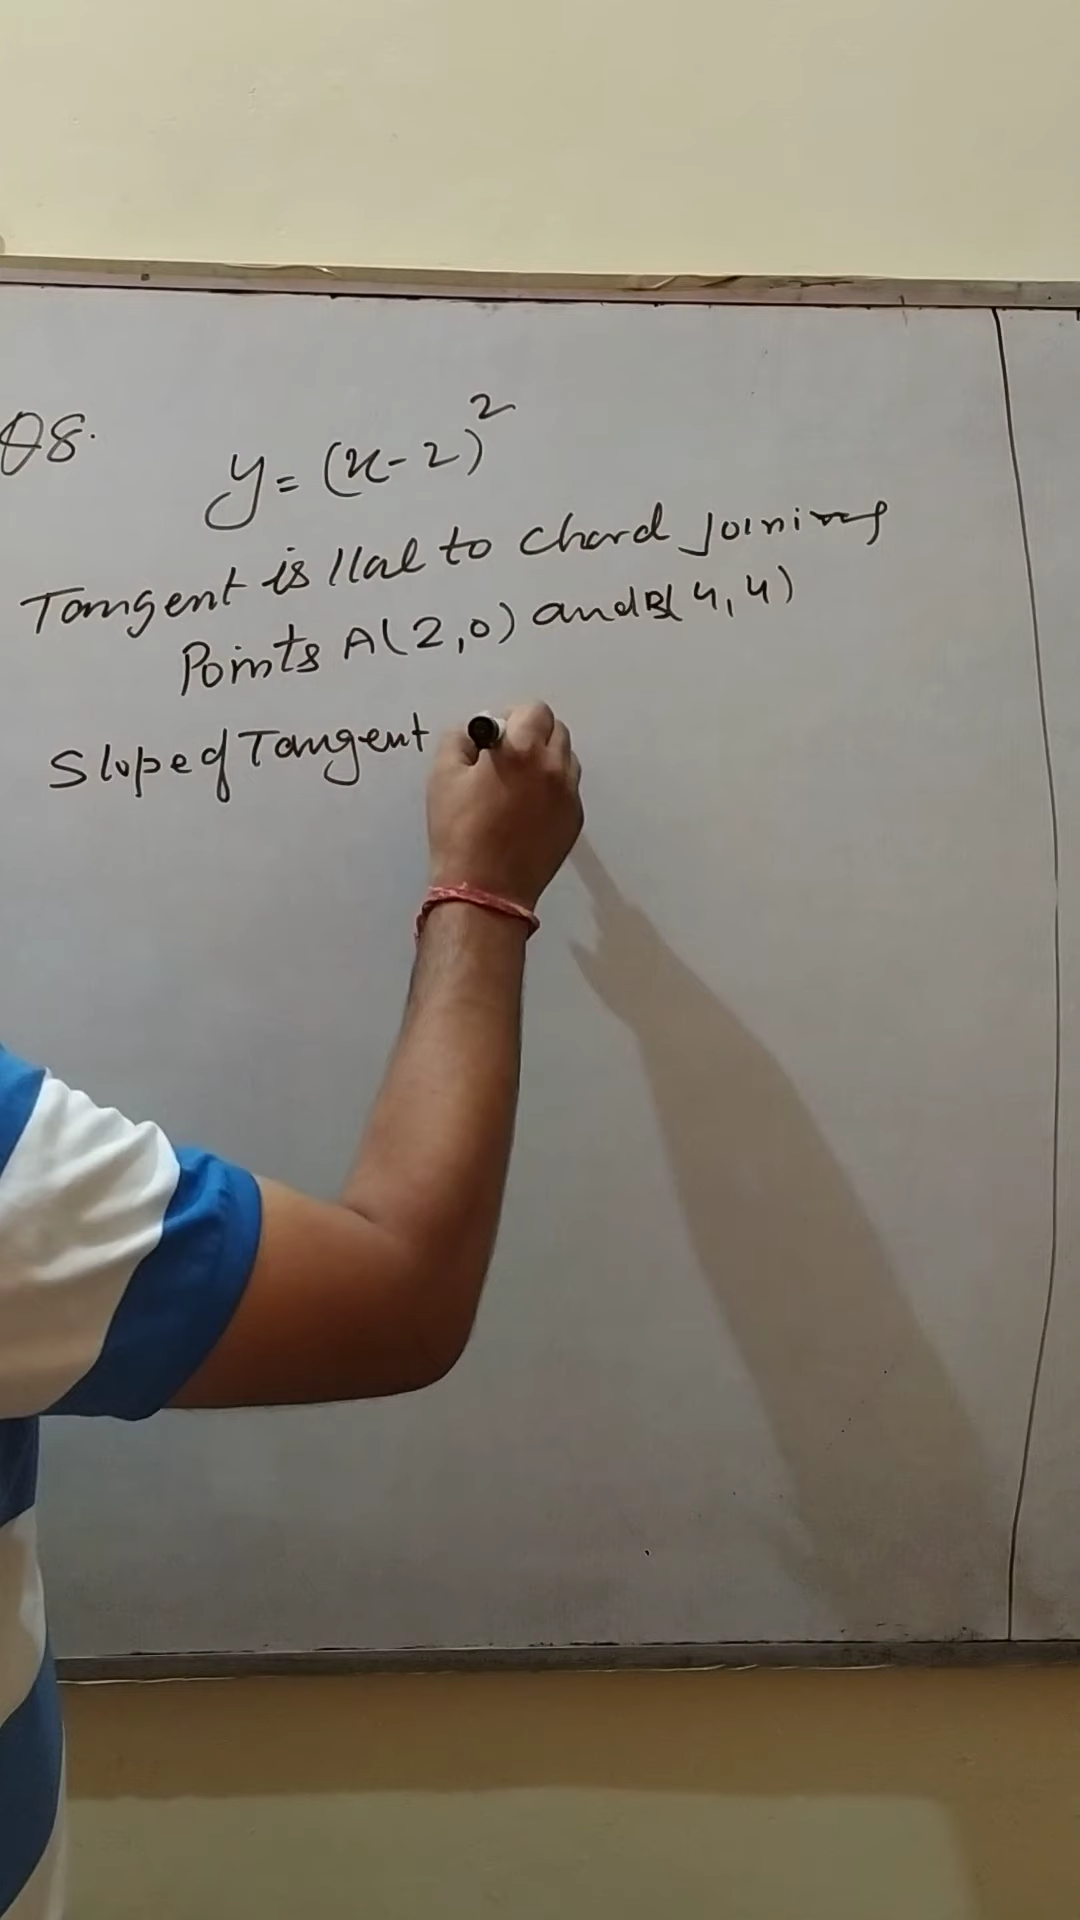 Q8.
y = (x-2)²
Tangent is llal to chord joining
Points A(2,0) and B(4,4)
Slope of Tangent